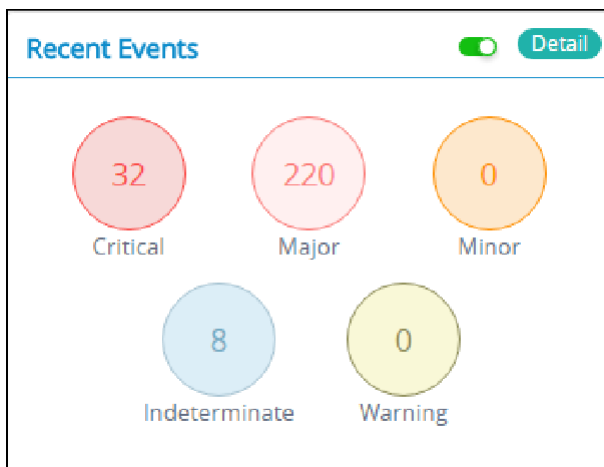 Recent Events
Detail
32
220
0
Critical
Major
Minor
8
0
Indeterminate
Warning